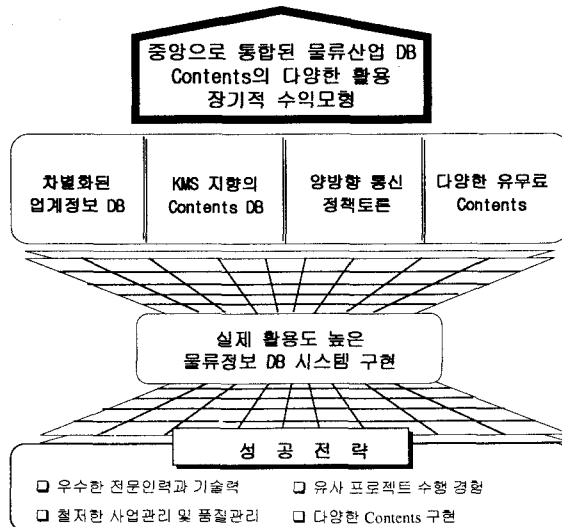 중앙으로 통합된 물류산업 DB
Contents의 다양한 활용
장기적 수익모형
차별화된
업계정보 DB
KMS 지향의
Contents DB
양방향 통신
정책토론
다양한 유무료
Contents
실제 활용도 높은
물류정보 DB 시스템 구현
성 공 전 략
❑ 우수한 전문인력과 기술력
❑ 유사 프로젝트 수행 경험
❑ 철저한 사업관리 및 품질관리
❑ 다양한 Contents 구현